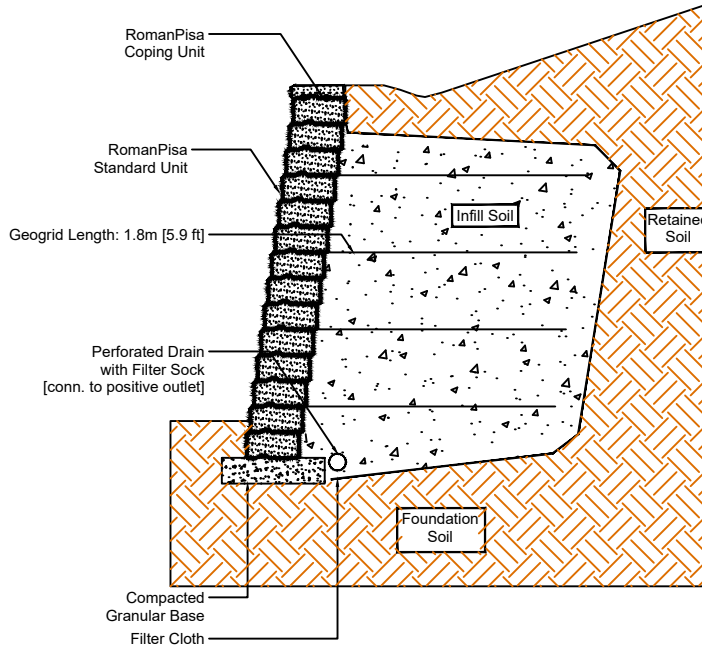 RomanPisa
Coping Unit
RomanPisa
Standard Unit
Infill Soil
Retained
Soil
Geogrid Length: 1.8m [5.9 ft]
Perforated Drain
with Filter Sock
[conn. to positive outlet]
Foundation
Soil
Compacted
Granular Base
Filter Cloth